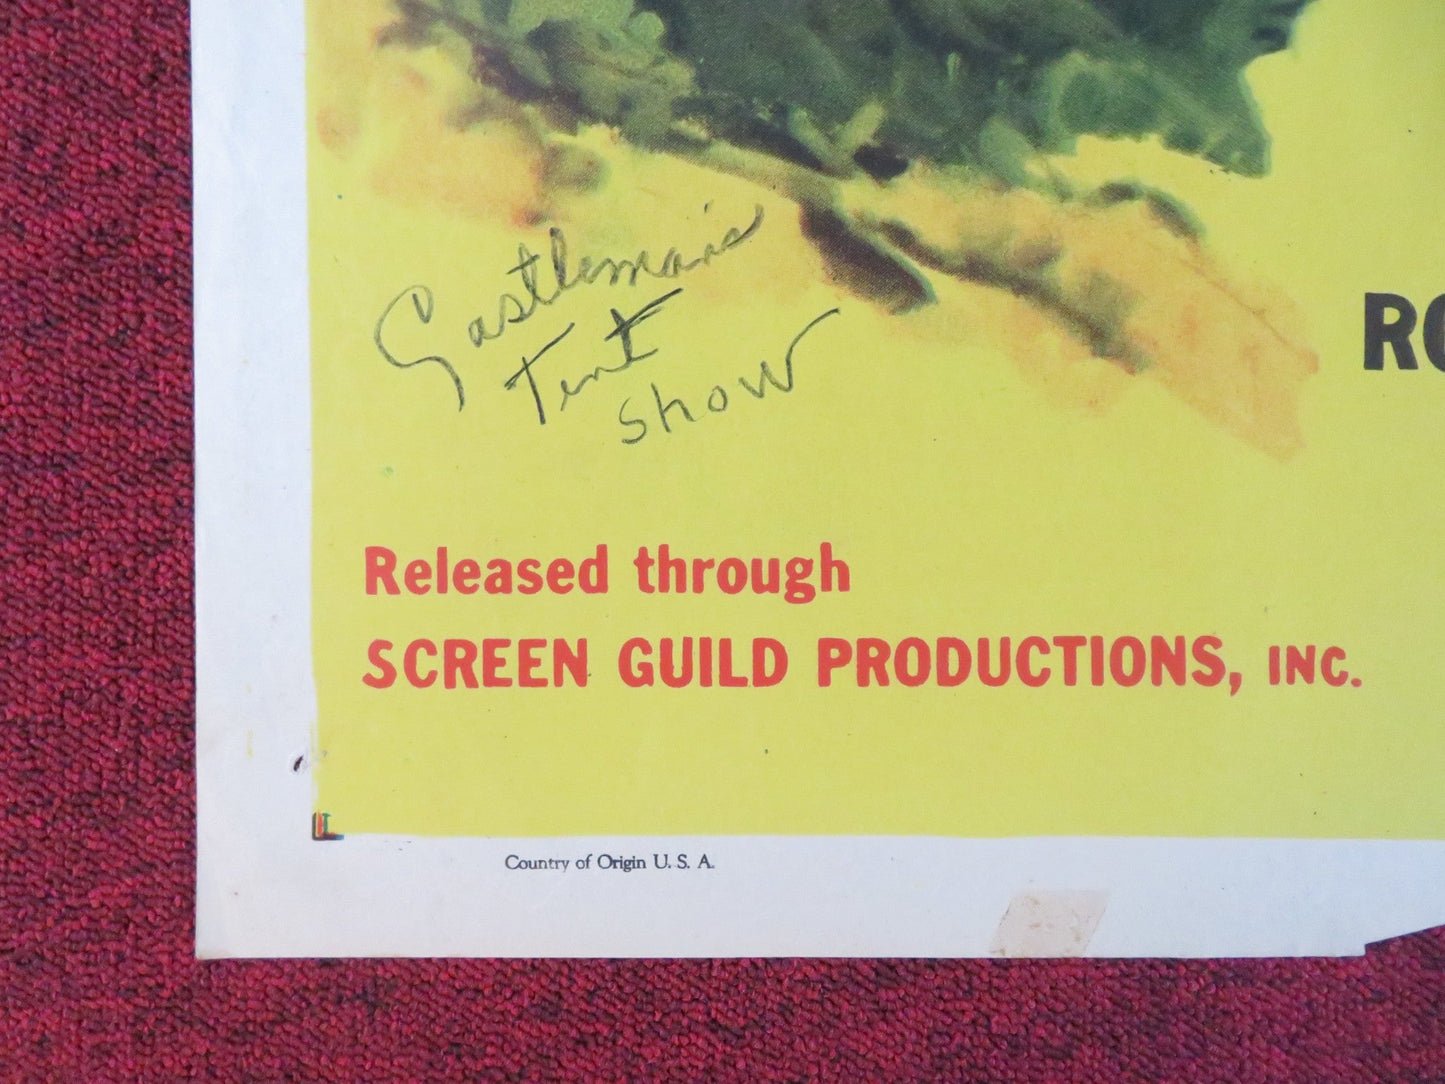 Castleman's
Tent
Show
RO
Released through
SCREEN GUILD PRODUCTIONS, INC.
Country of Origin U. S. A.